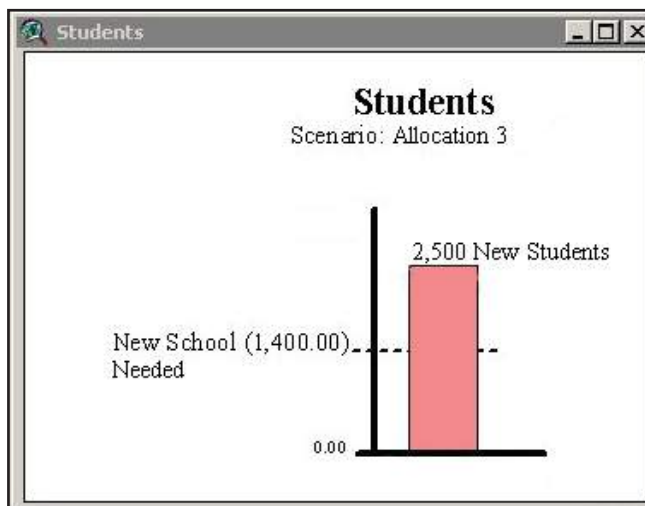 Students
Students
Scenario: Allocation 3
2,500 New Students
New School (1,400.00)
Needed
0.00